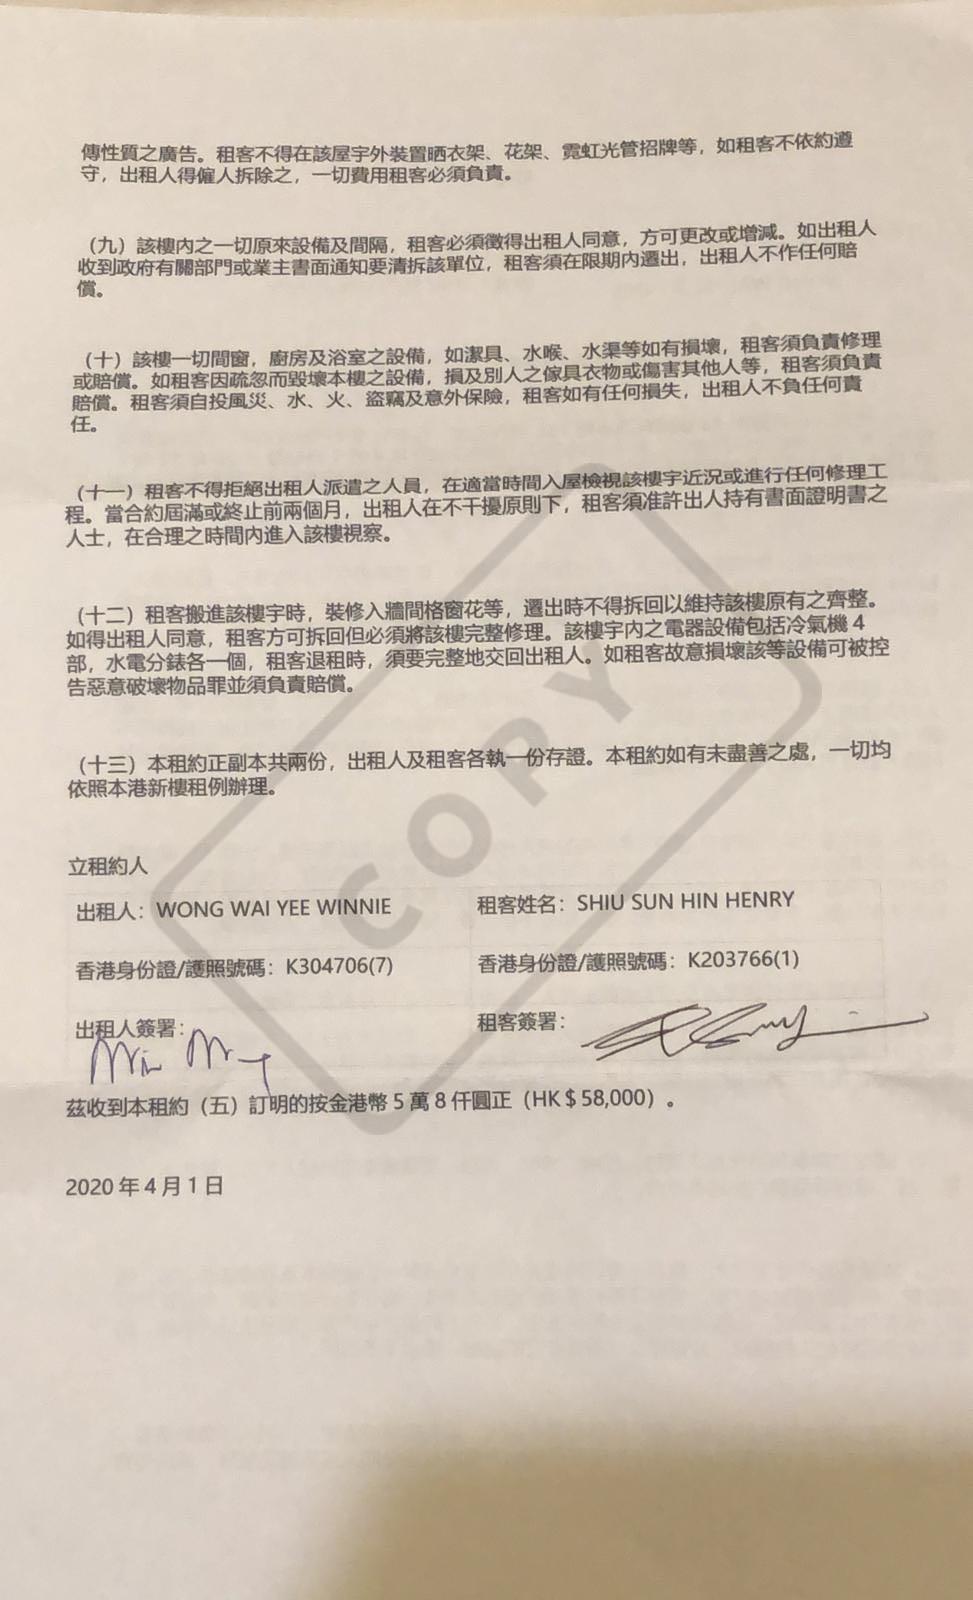 傳性質之廣告。租客不得在該屋宇外裝置晒衣架、花架、霓虹光管招牌等，如租客不依約遵
守，出租人得僱人拆除之，一切費用租客必須負責。
（九）該樓內之一切原來設備及間隔，租客必須徵得出租人同意，方可更改或增減。如出租人
收到政府有關部門或業主書面通知要清拆該單位，租客須在限期內遷出，出租人不作任何賠
償。
（十）該樓一切間窗，廚房及浴室之設備，如潔具、水喉、水渠等如有損壞，租客須負責修理
或賠償。如租客因疏忽而毀壞本樓之設備，損及別人之傢具衣物或傷害其他人等，租客須負責
賠償。租客須自投風災、水、火、盜竊及意外保險，租客如有任何損失，出租人不負任何責
任。
（十一）租客不得拒絕出租人派遣之人員，在適當時間入屋檢視該樓宇近況或進行任何修理工
程。當合約屆滿或終止前兩個月，出租人在不干擾原則下，租客須准許出人持有書面證明書之
人士，在合理之時間內進入該樓視察。
（十二）租客搬進該樓宇時，裝修入牆間格窗花等，遷出時不得拆回以維持該樓原有之齊整。
如得出租人同意，租客方可拆回但必須將該樓完整修理。該樓宇內之電器設備包括冷氣機 4
部，水電分錶各一個，租客退租時，須要完整地交回出租人。如租客故意損壞該等設備可被控
告惡意破壞物品罪並須負責賠償。
（十三）本租約正副本共兩份，出租人及租客各執一份存證。本租約如有未盡善之處，一切均
依照本港新樓租例辦理。
COPY
立租約人
出租人：WONG WAI YEE WINNIE
租客姓名：SHIU SUN HIN HENRY
香港身份證/護照號碼：K304706(7)
香港身份證/護照號碼：K203766(1)
出租人簽署：
租客簽署：
茲收到本租約（五）訂明的按金港幣 5 萬 8 仟圓正（HK＄58,000）。
2020 年 4 月 1 日